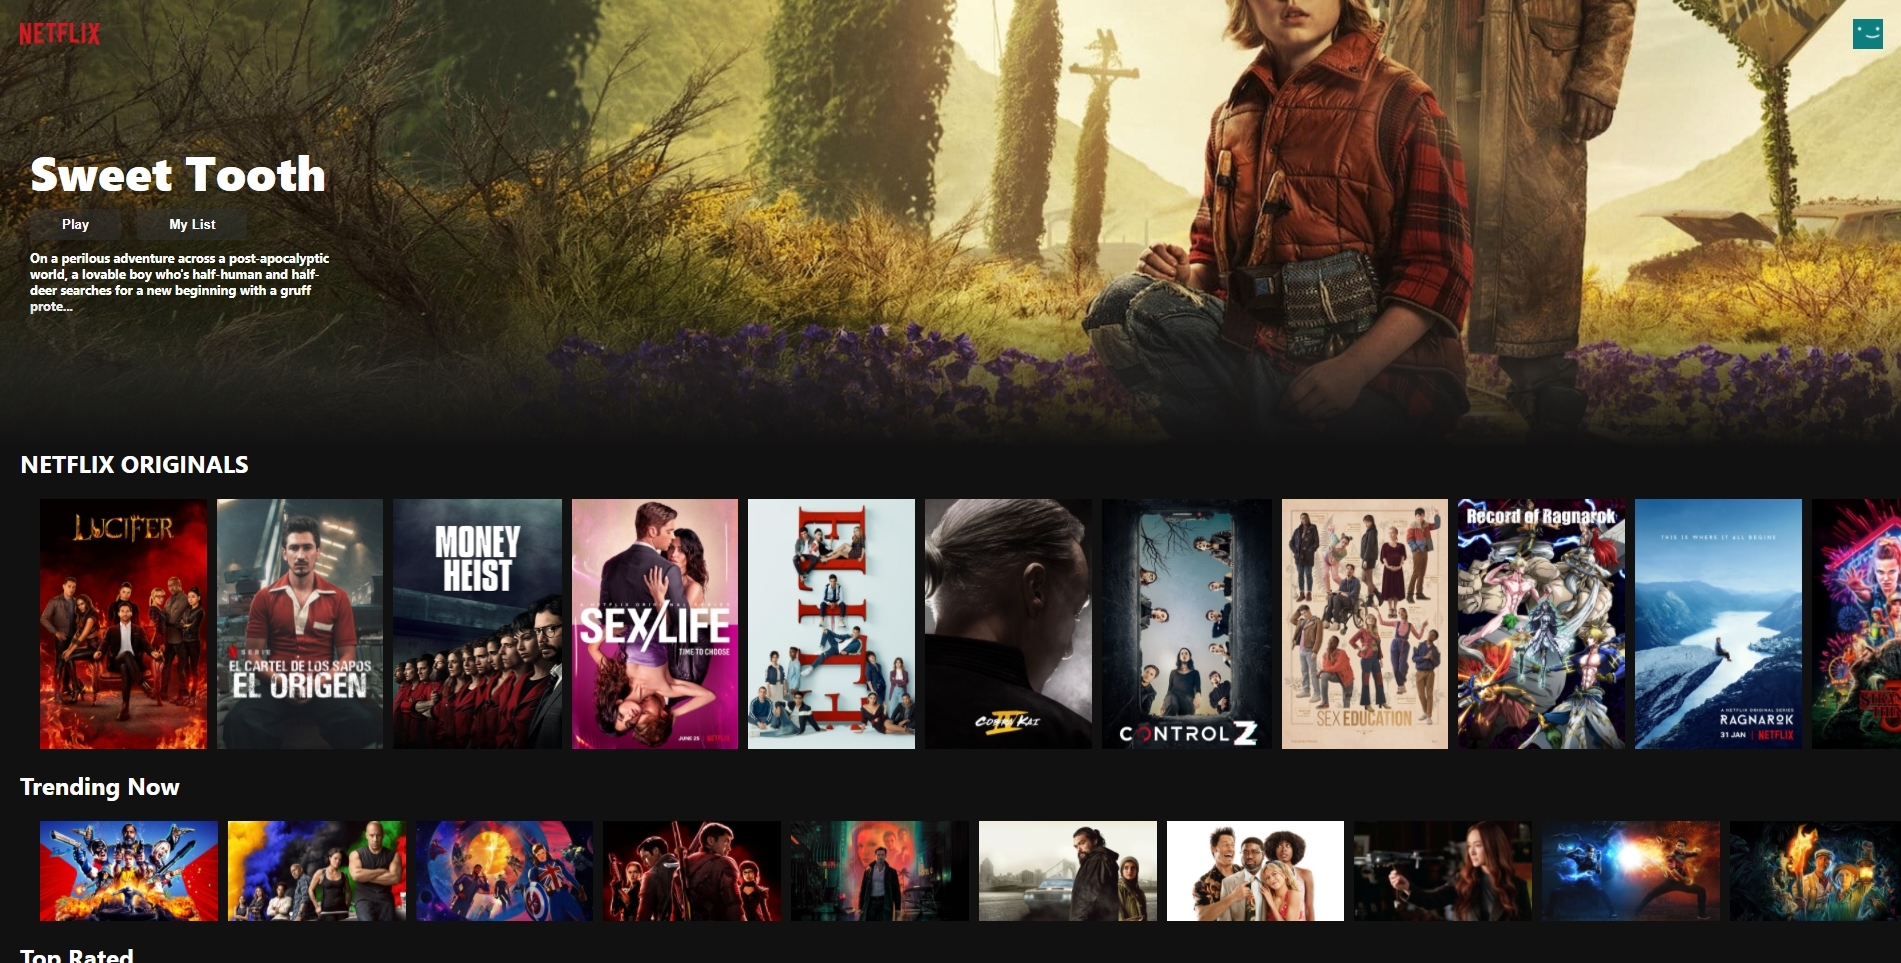 NETFLIX
Sweet Tooth
Play
My List
On a perilous adventure across a post-apocalyptic
world, a lovable boy who's half-human and half-
deer searches for a new beginning with a gruff
prote...
NETFLIX ORIGINALS
LUCIFER
SERIE
EL CARTEL DE LOS SAPOS
EL ORIGEN
MONEY
HEIST
A NETFLIX ORIGINAL SERIES
SEX/LIFE
TIME TO CHOOSE
JUNE 25
NETFLIX
ELITE
COBRA KAI
CONTROL Z
SEX EDUCATION
Record of Ragnarok
THIS IS WHERE IT ALL BEGINS
A NETFLIX ORIGINAL SERIES
RAGNAROK
31 JAN | NETFLIX
Trending Now
Top Rated